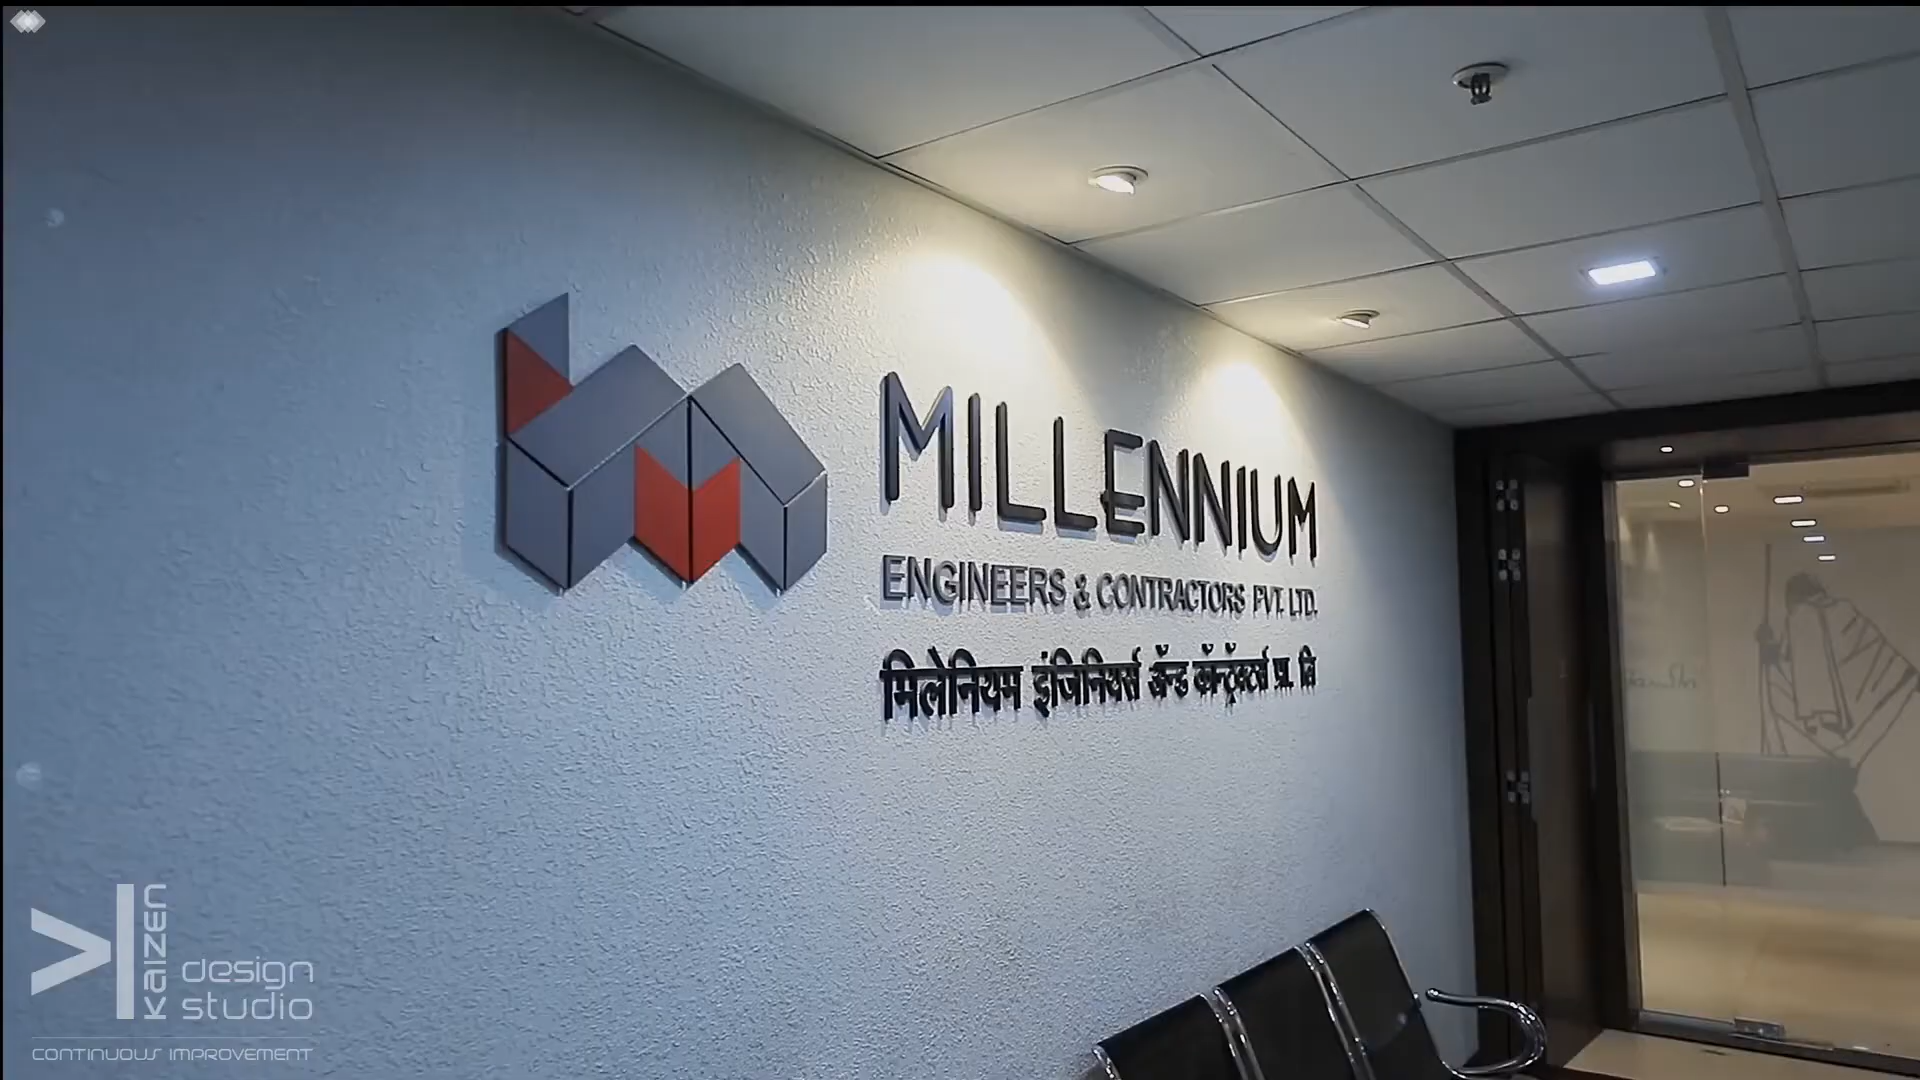 MILLENNIUM
ENGINEERS & CONTRACTORS PVT. LTD.
मिलेनियम इंजिनियर्स ॲन्ड कॉन्ट्रॅक्टर्स प्रा. लि
KAIZEN
design
studio
CONTINUOUS IMPROVEMENT